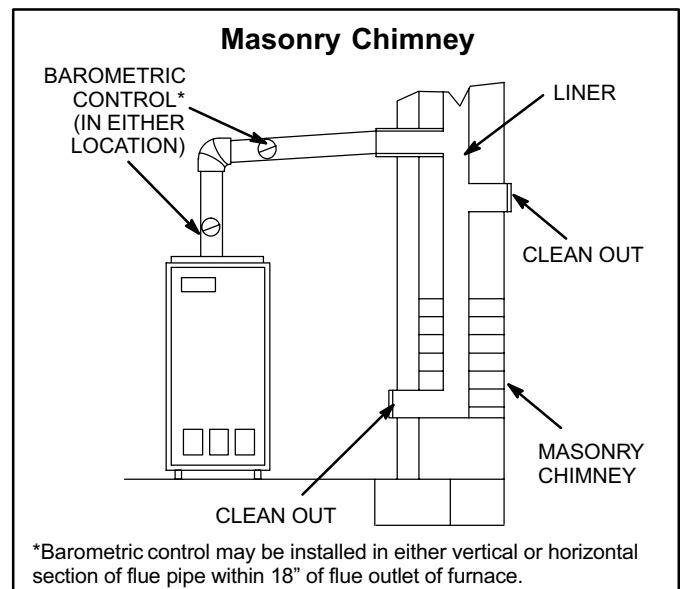 Masonry Chimney
BAROMETRIC
CONTROL*
(IN EITHER
LOCATION)
LINER
CLEAN OUT
MASONRY
CHIMNEY
CLEAN OUT
*Barometric control may be installed in either vertical or horizontal
section of flue pipe within 18” of flue outlet of furnace.